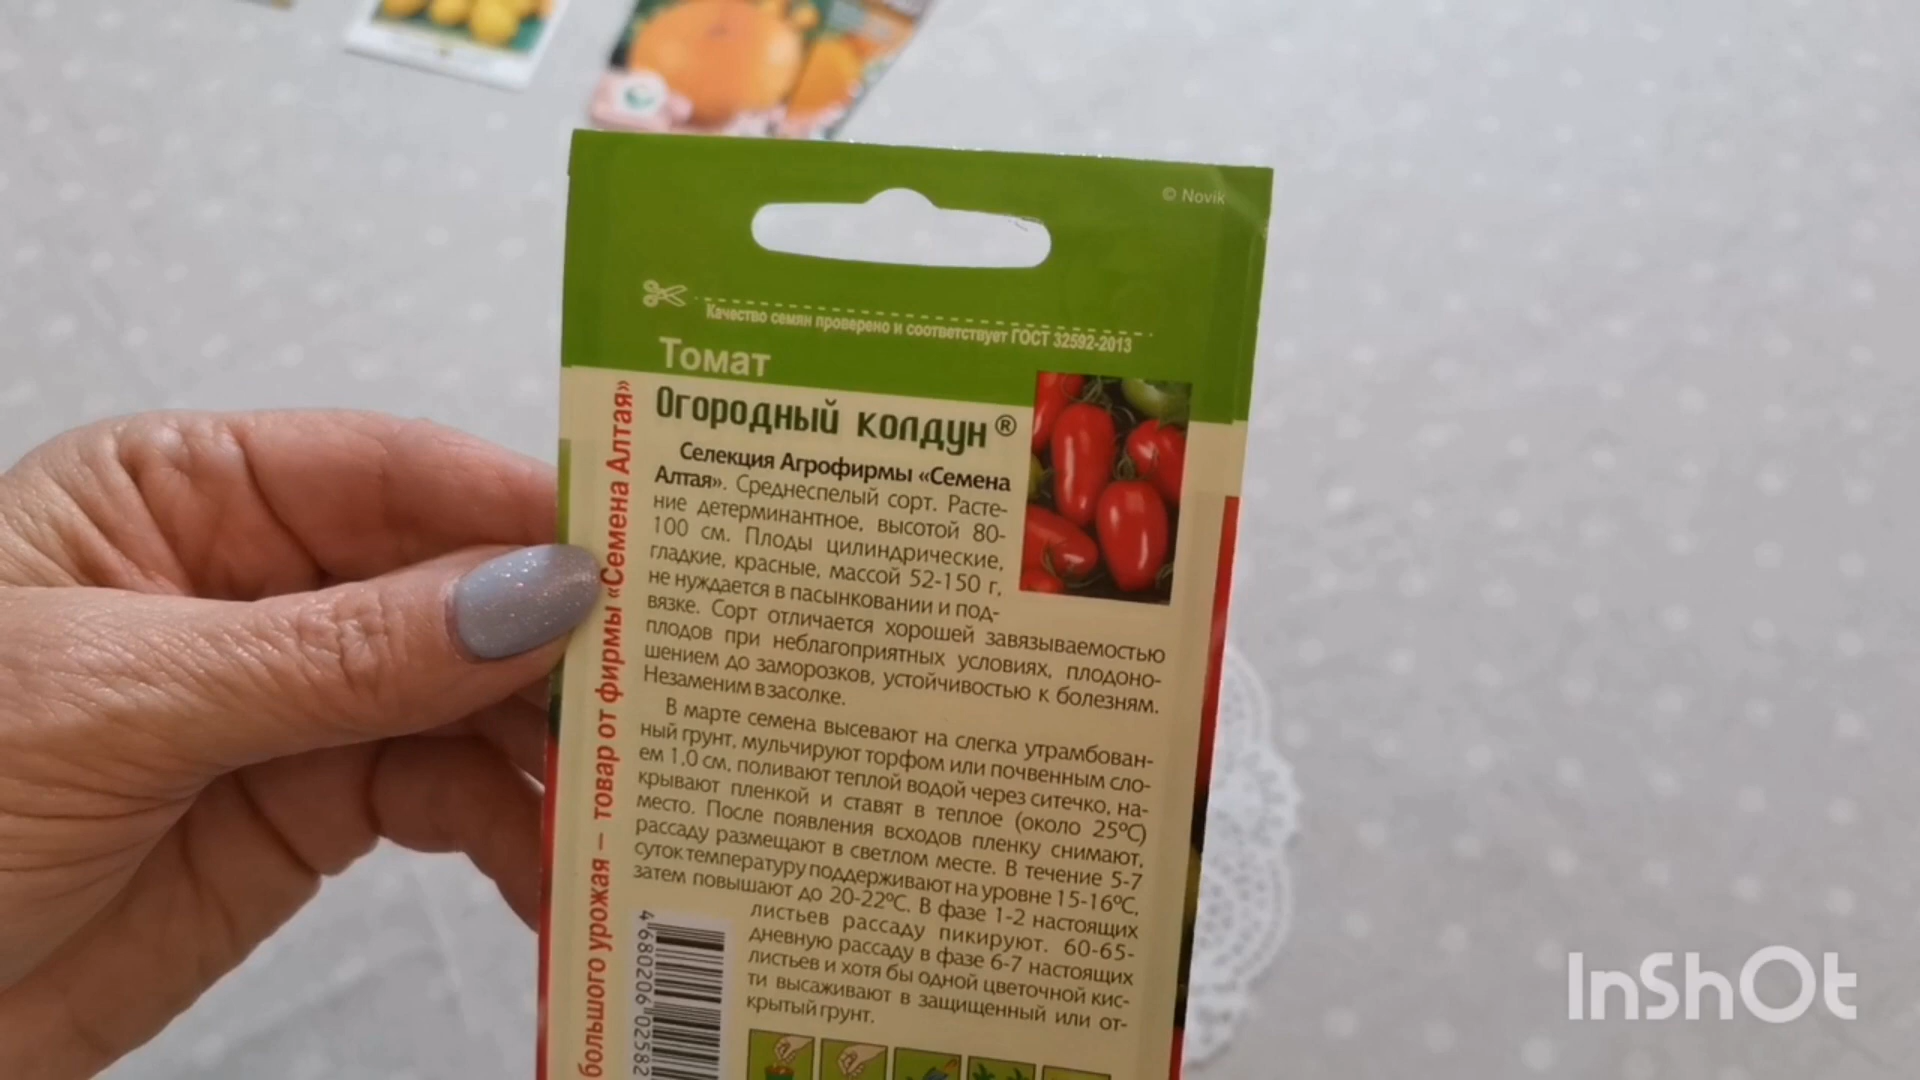 © Novik
Качество семян проверено и соответствует ГОСТ 32592-2013
Томат
Огородный колдун®
Селекция Агрофирмы «Семена
Алтая». Среднеспелый сорт. Расте-
ние детерминантное, высотой 80-
100 см. Плоды цилиндрические,
гладкие, красные, массой 52-150 г,
не нуждается в пасынковании и под-
вязке. Сорт отличается хорошей завязываемостью
плодов при неблагоприятных условиях, плодоно-
шением до заморозков, устойчивостью к болезням.
Незаменим в засолке.
В марте семена высевают на слегка утрамбован-
ный грунт, мульчируют торфом или почвенным сло-
ем 1,0 см, поливают теплой водой через ситечко, на-
крывают пленкой и ставят в теплое (около 25ºС)
место. После появления всходов пленку снимают,
рассаду размещают в светлом месте. В течение 5-7
суток температуру поддерживают на уровне 15-16ºС,
затем повышают до 20-22ºС. В фазе 1-2 настоящих
листьев рассаду пикируют. 60-65-
дневную рассаду в фазе 6-7 настоящих
листьев и хотя бы одной цветочной кис-
ти высаживают в защищенный или от-
крытый грунт.
большого урожая – товар от фирмы «Семена Алтая»
4 680206 02582
InShOt